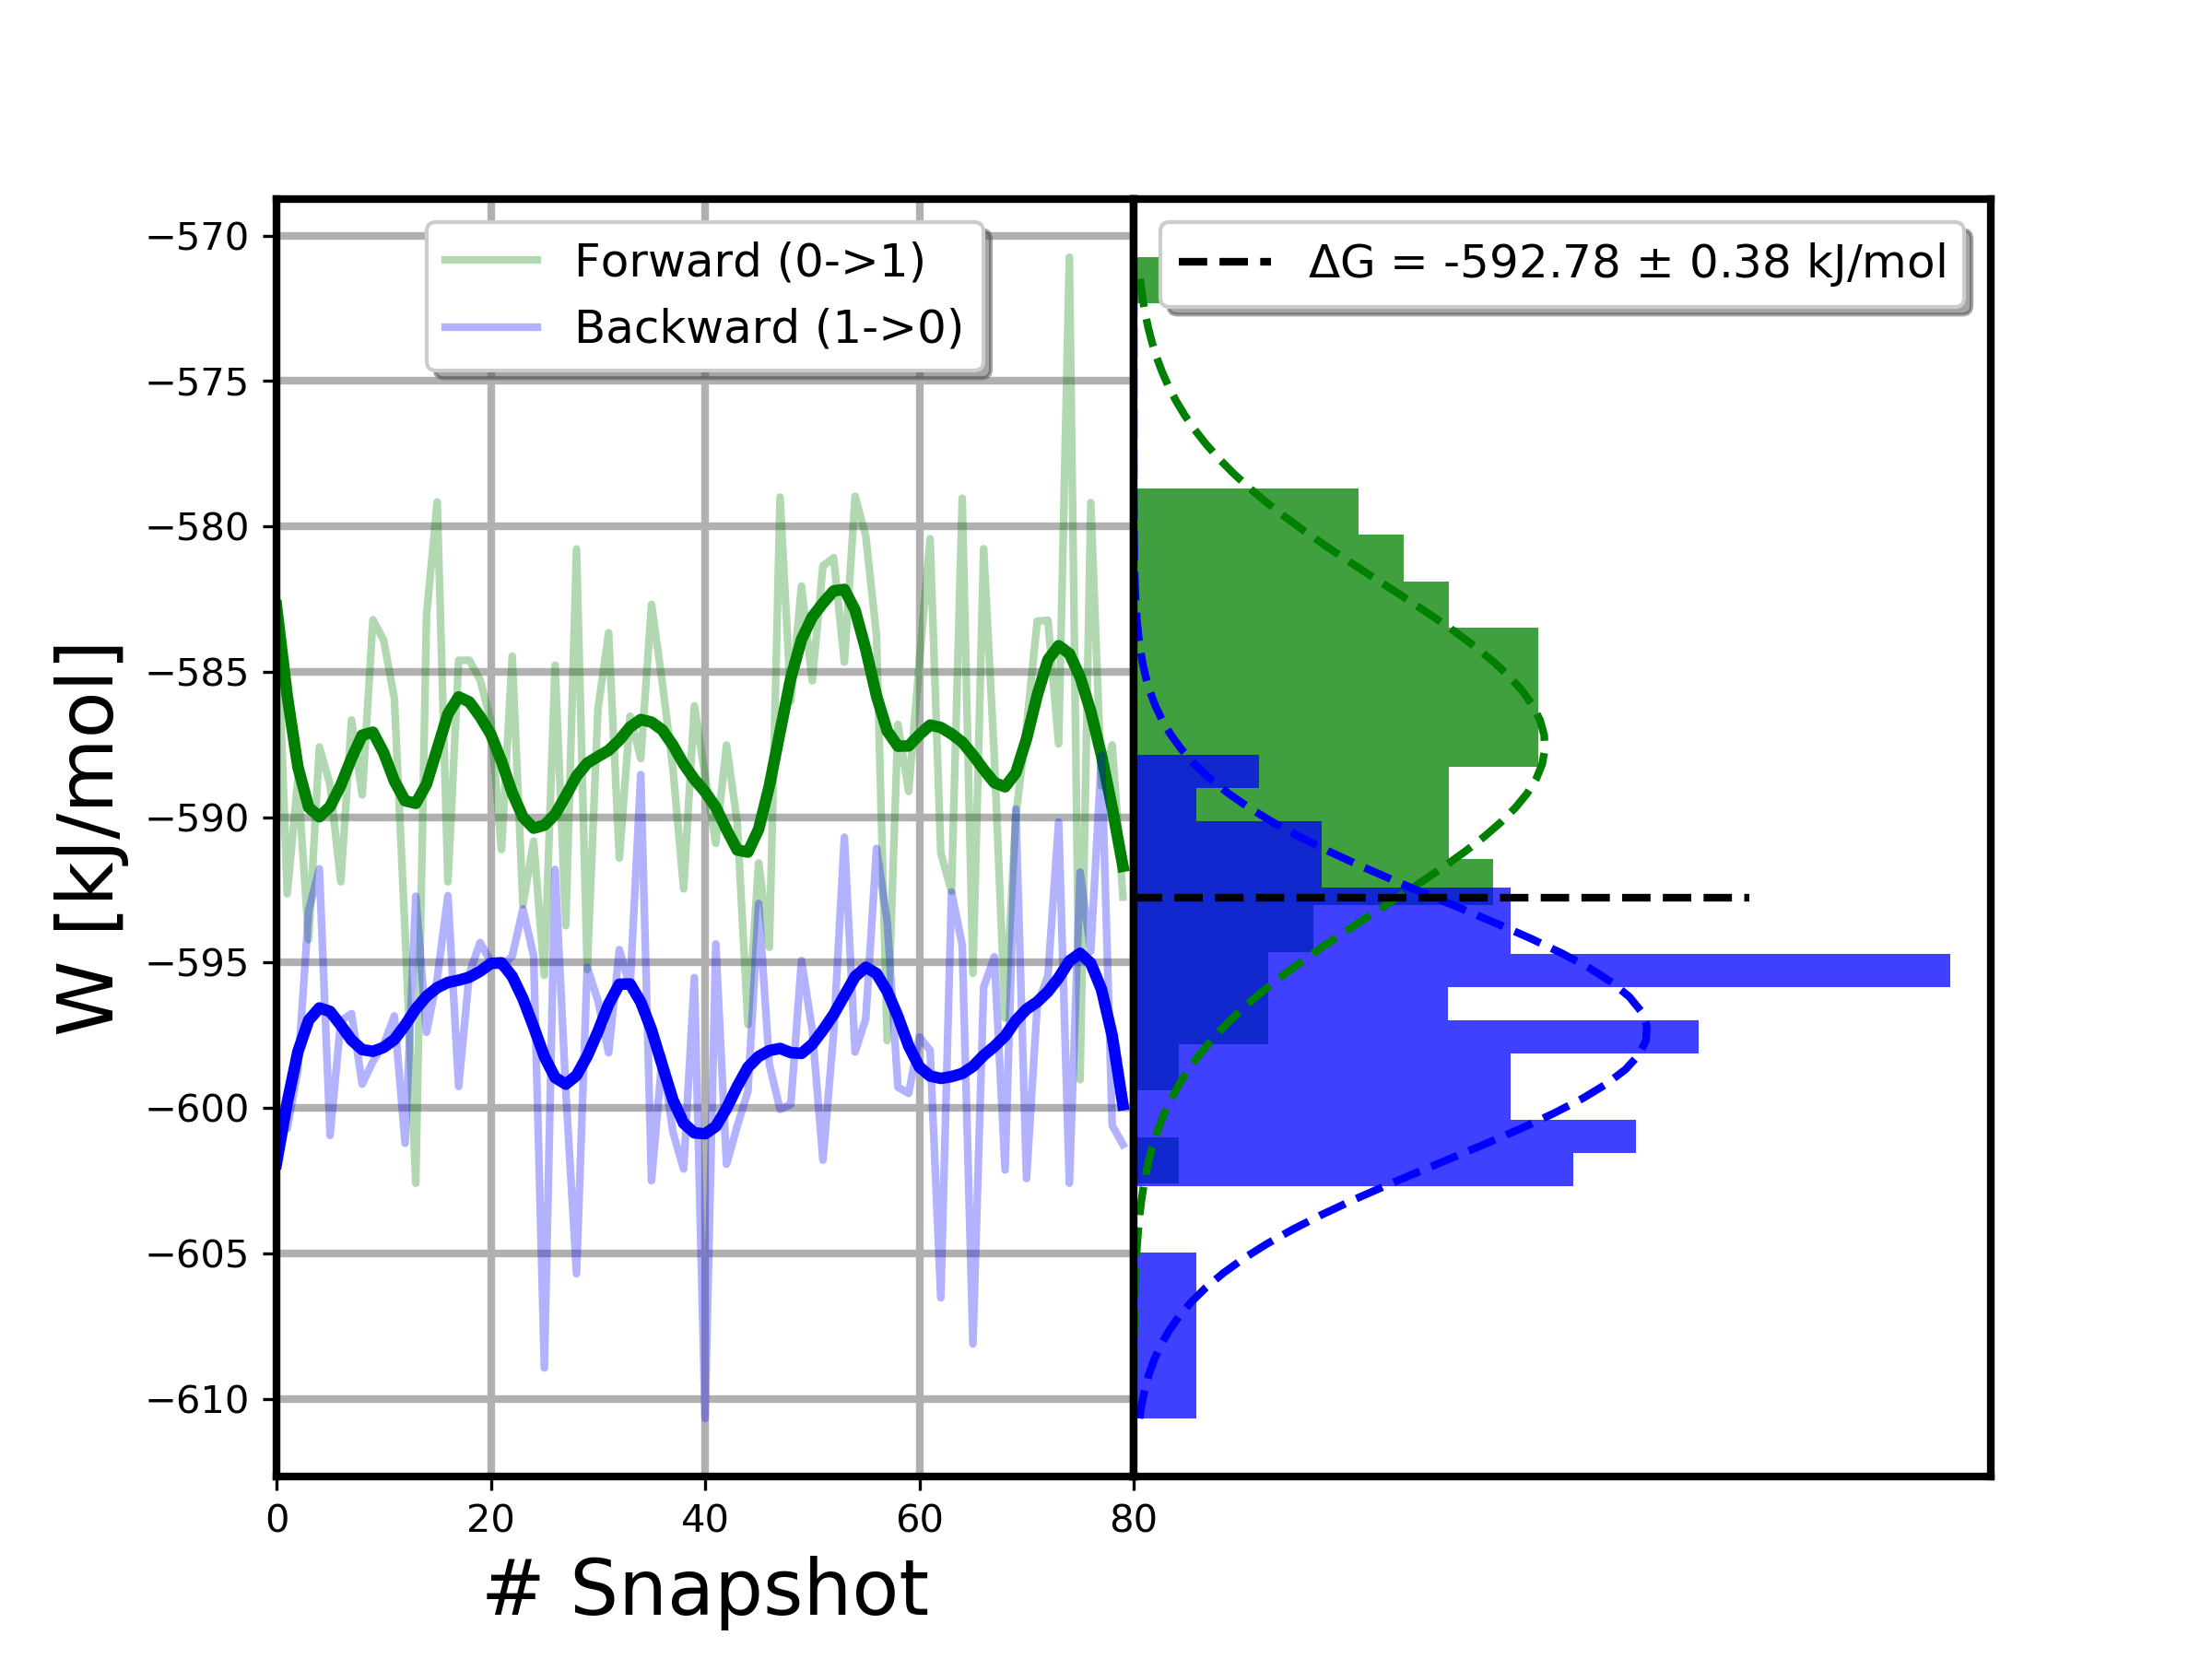 Forward (0->1)
Backward (1->0)
ΔG = -592.78 ± 0.38 kJ/mol
W [kJ/mol]
−570
−575
−580
−585
−590
−595
−600
−605
−610
0 20 40 60 80
# Snapshot